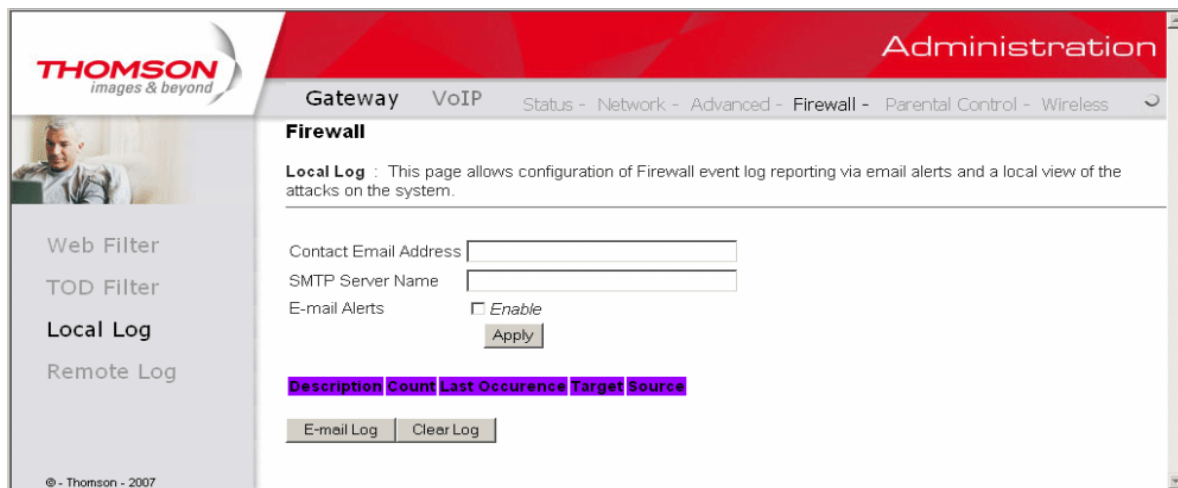 THOMSON
images & beyond
Administration
Gateway VoIP Status - Network - Advanced - Firewall - Parental Control - Wireless
Firewall
Local Log : This page allows configuration of Firewall event log reporting via email alerts and a local view of the
attacks on the system.
Web Filter
TOD Filter
Local Log
Remote Log
Contact Email Address
SMTP Server Name
E-mail Alerts Enable
Apply
Description Count Last Occurence Target Source
E-mail Log Clear Log
© - Thomson - 2007